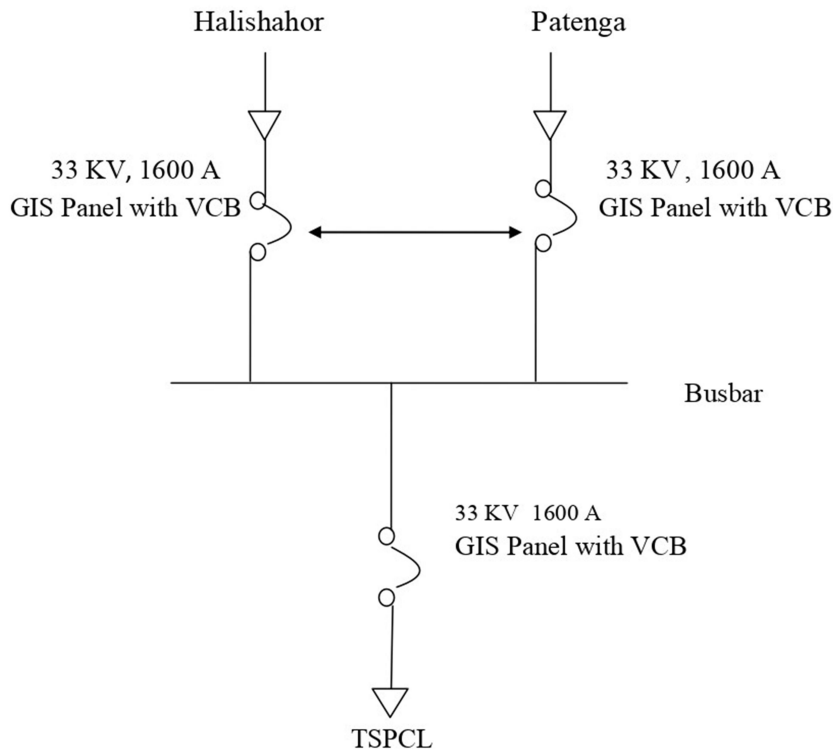 Halishahor
Patenga
33 KV, 1600 A
GIS Panel with VCB
33 KV , 1600 A
GIS Panel with VCB
Busbar
33 KV 1600 A
GIS Panel with VCB
TSPCL